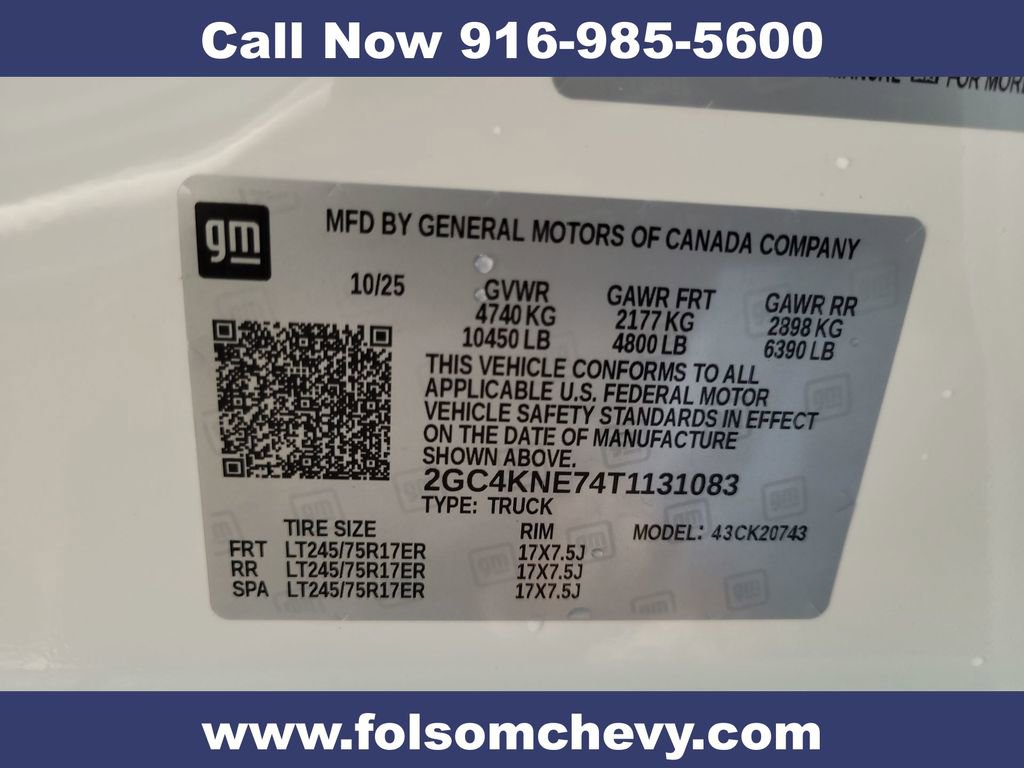 Call Now 916-985-5600
MANUAL FOR MORE
gm
MFD BY GENERAL MOTORS OF CANADA COMPANY
10/25 GVWR GAWR FRT GAWR RR
4740 KG 2177 KG 2898 KG
10450 LB 4800 LB 6390 LB
THIS VEHICLE CONFORMS TO ALL
APPLICABLE U.S. FEDERAL MOTOR
VEHICLE SAFETY STANDARDS IN EFFECT
ON THE DATE OF MANUFACTURE
SHOWN ABOVE.
2GC4KNE74T1131083
TYPE: TRUCK
TIRE SIZE RIM MODEL: 43CK20743
FRT LT245/75R17ER 17X7.5J
RR LT245/75R17ER 17X7.5J
SPA LT245/75R17ER 17X7.5J
www.folsomchevy.com